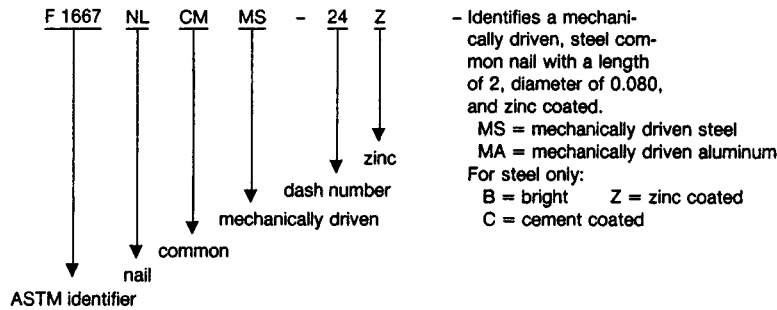 F 1667 NL CM MS - 24 Z
zinc
dash number
mechanically driven
common
nail
ASTM identifier
– Identifies a mechani-
cally driven, steel com-
mon nail with a length
of 2, diameter of 0.080,
and zinc coated.
MS = mechanically driven steel
MA = mechanically driven aluminum
For steel only:
B = bright Z = zinc coated
C = cement coated